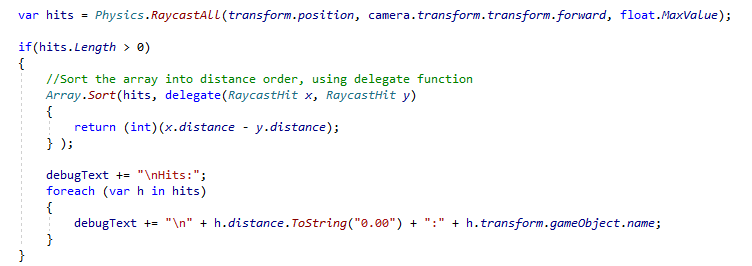 var hits = Physics.RaycastAll(transform.position, camera.transform.transform.forward, float.MaxValue);
if(hits.Length > 0)
{
//Sort the array into distance order, using delegate function
Array.Sort(hits, delegate(RaycastHit x, RaycastHit y)
{
return (int)(x.distance - y.distance);
} );
debugText += "\nHits:";
foreach (var h in hits)
{
debugText += "\n" + h.distance.ToString("0.00") + ":" + h.transform.gameObject.name;
}
}